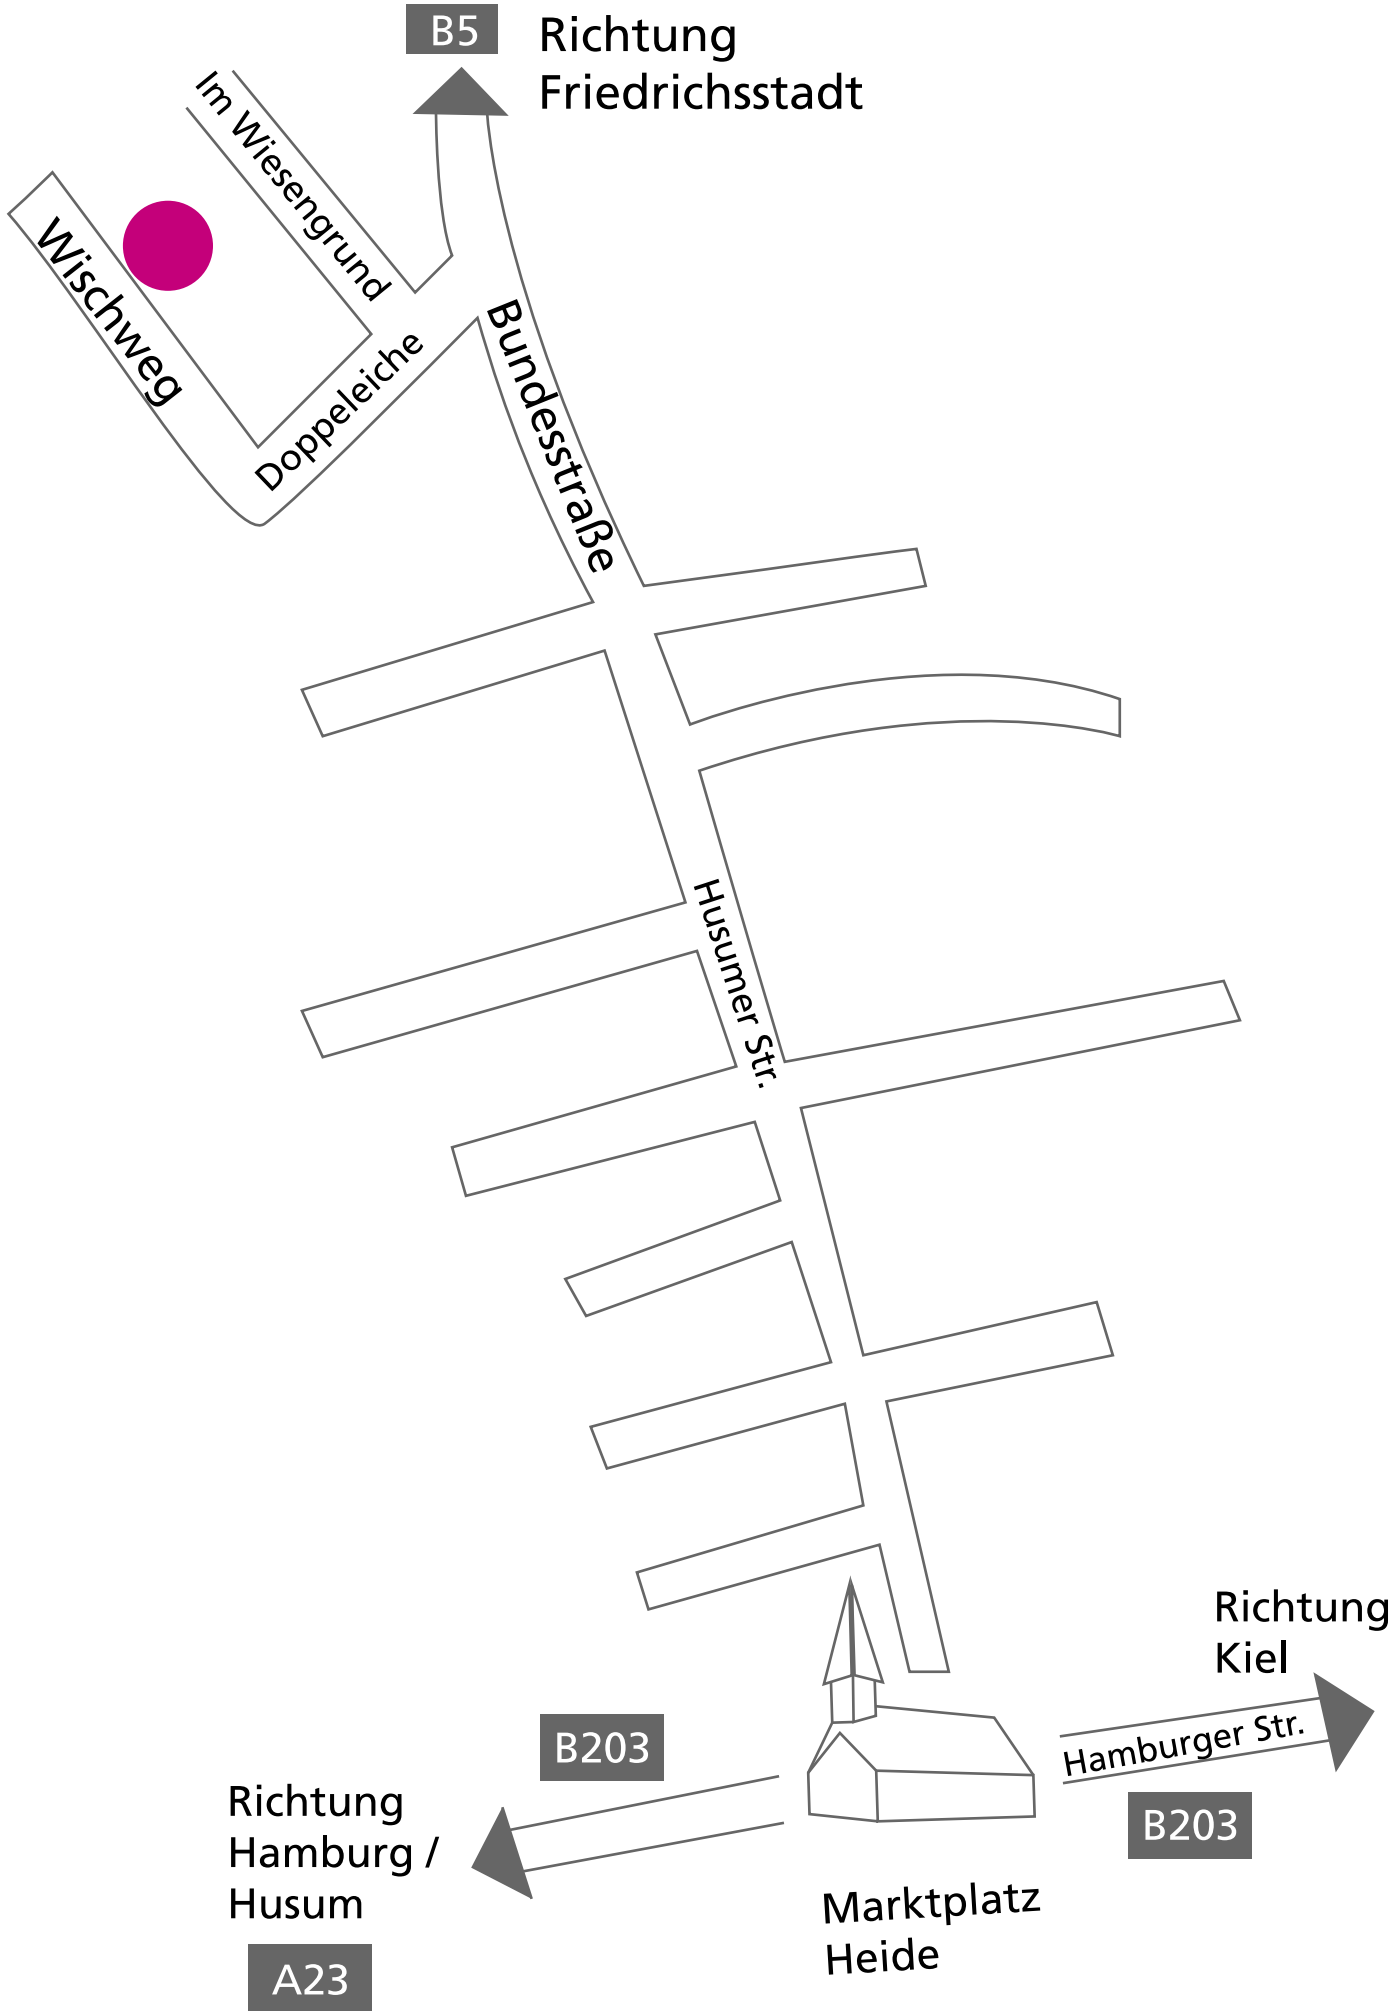 B5
Richtung
Friedrichsstadt
Im Wiesengrund
Wischweg
Doppeleiche
Bundesstraße
Husumer Str.
Richtung
Kiel
Hamburger Str.
B203
B203
Richtung
Hamburg /
Husum
A23
Marktplatz
Heide